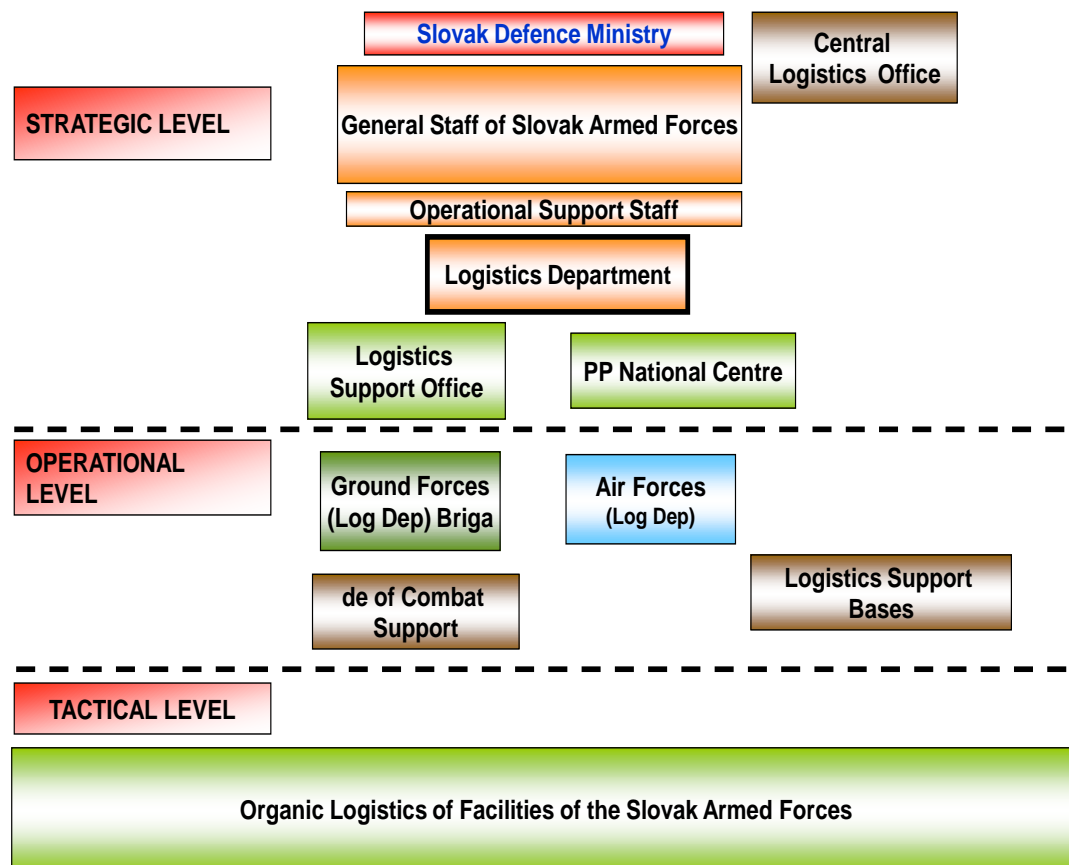 Slovak Defence Ministry
Central
Logistics Office
STRATEGIC LEVEL
General Staff of Slovak Armed Forces
Operational Support Staff
Logistics Department
Logistics
Support Office
PP National Centre
OPERATIONAL
LEVEL
Ground Forces
(Log Dep) Briga
Air Forces
(Log Dep)
de of Combat
Support
Logistics Support
Bases
TACTICAL LEVEL
Organic Logistics of Facilities of the Slovak Armed Forces